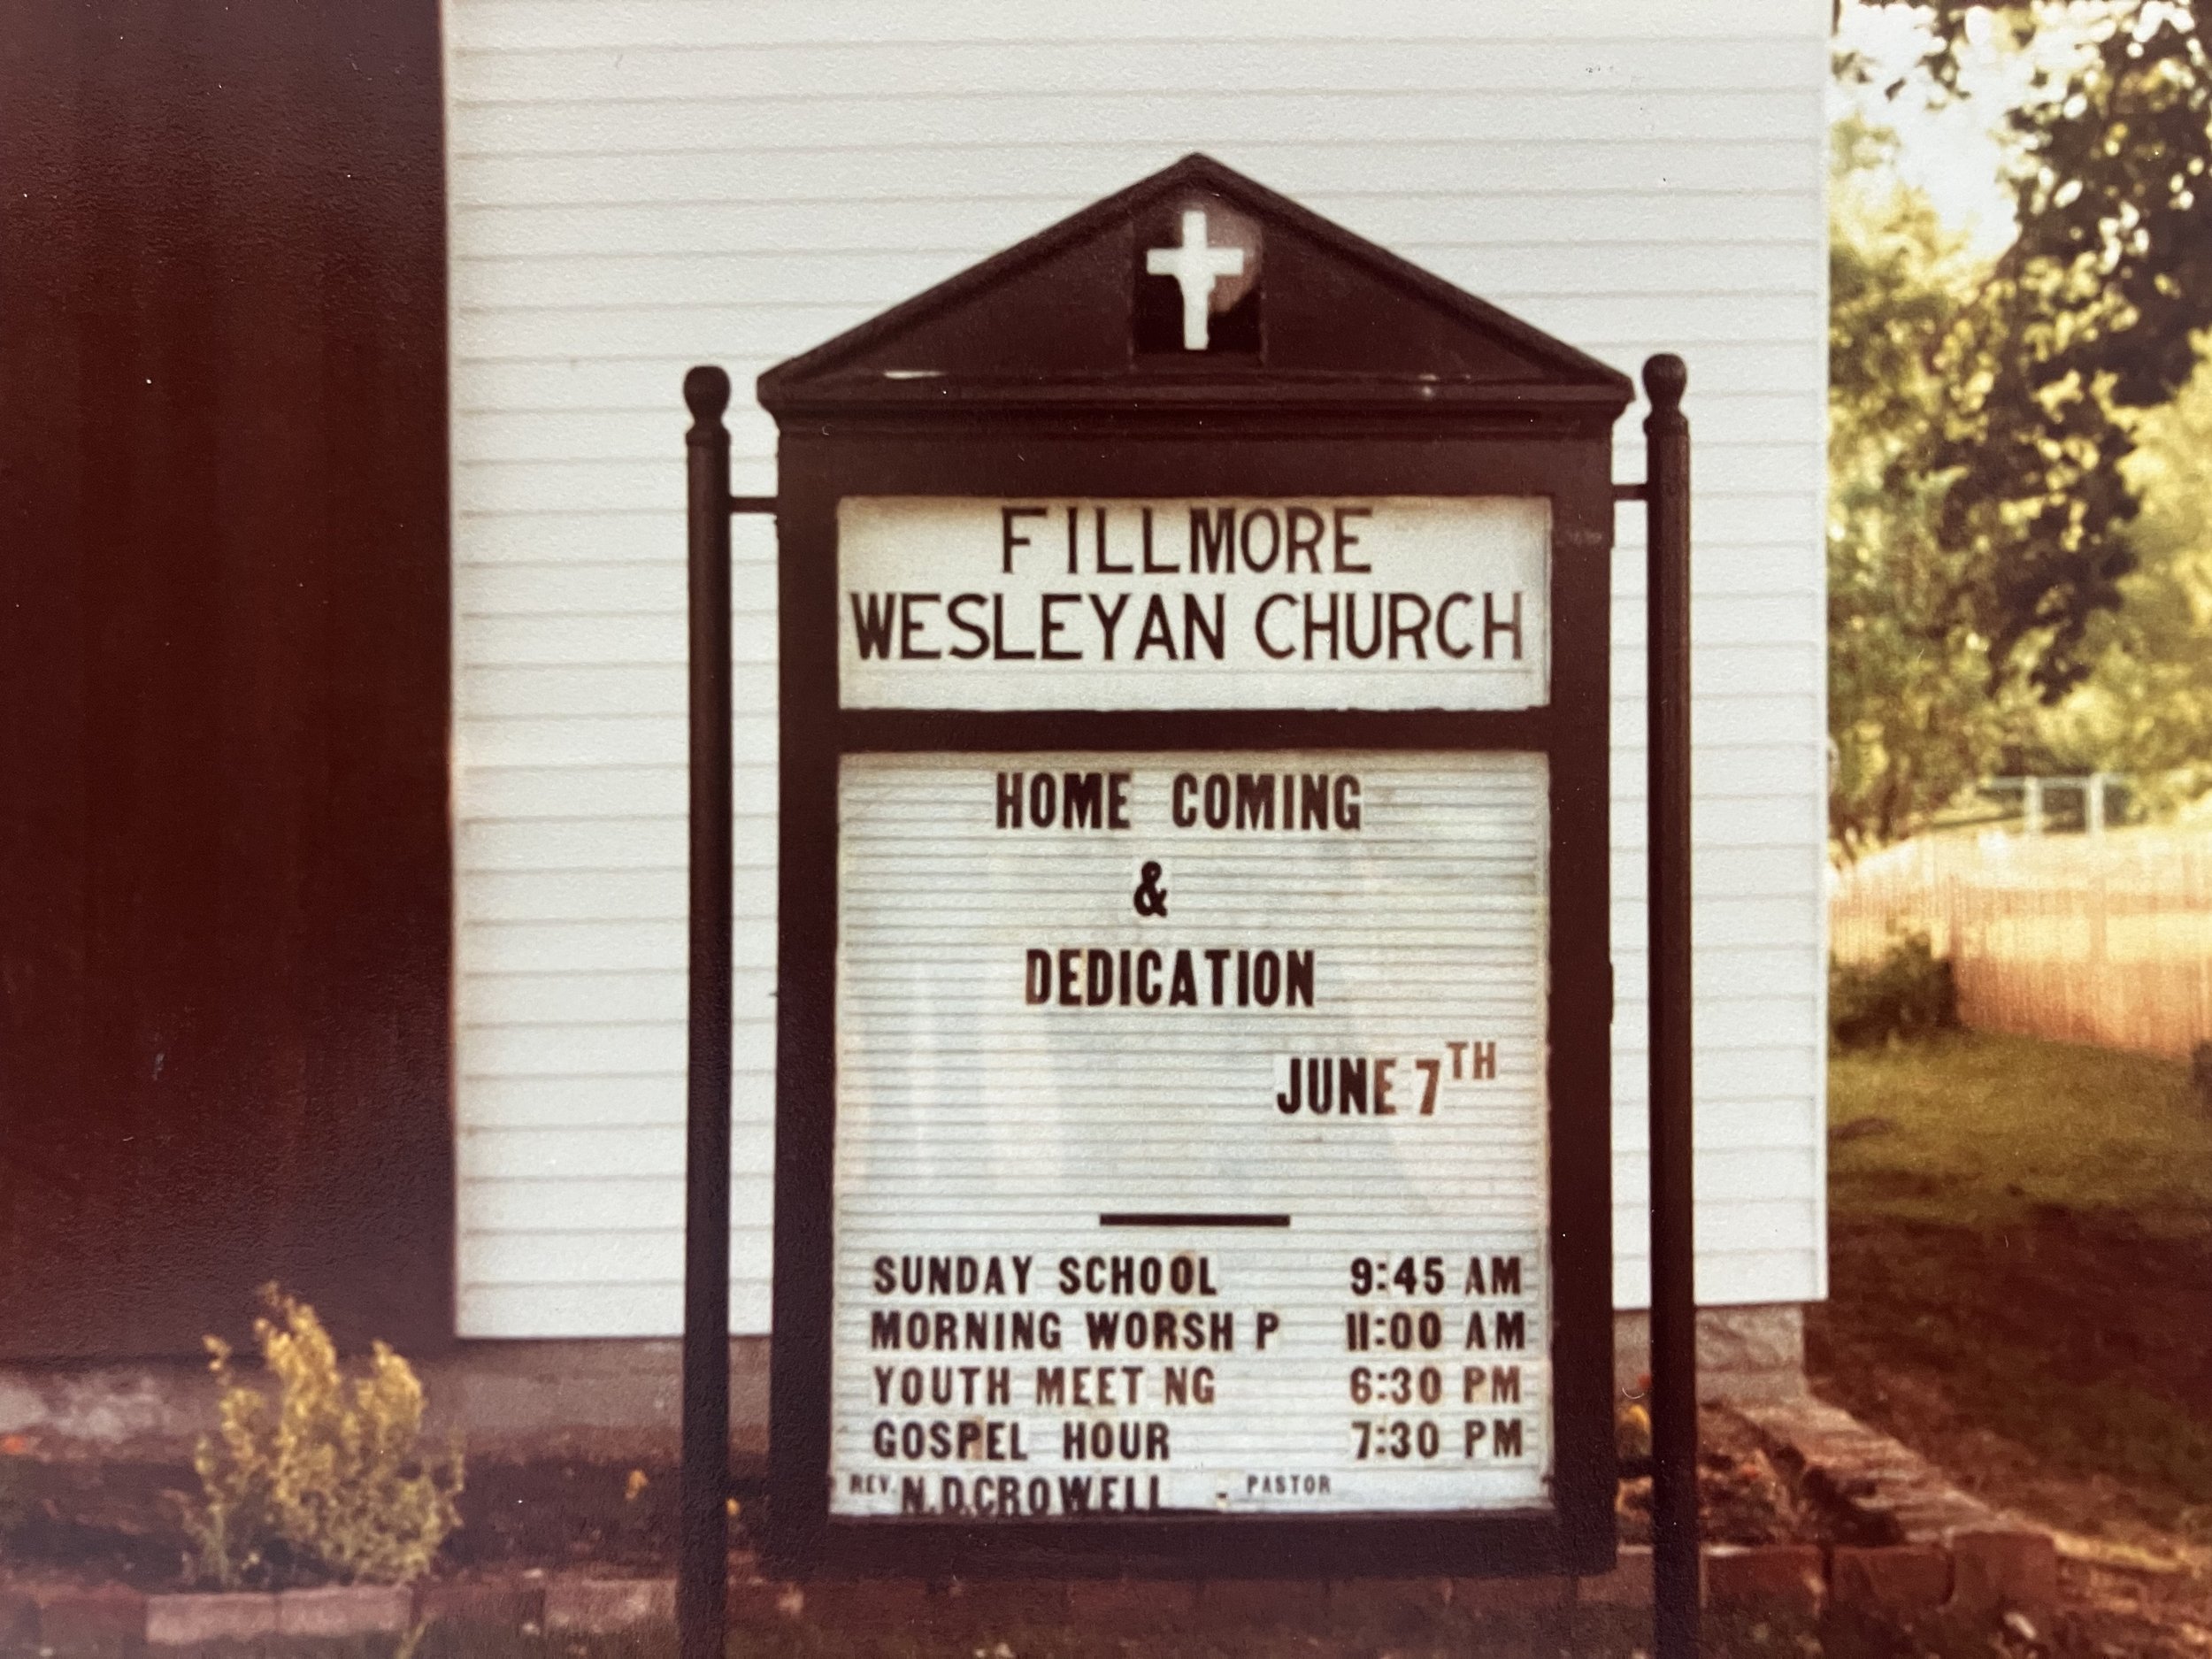 FILLMORE
WESLEYAN CHURCH
HOME COMING
&
DEDICATION
JUNE 7TH
SUNDAY SCHOOL 9:45 AM
MORNING WORSH P 11:00 AM
YOUTH MEET NG 6:30 PM
GOSPEL HOUR 7:30 PM
REV. N.D.CROWELL - PASTOR